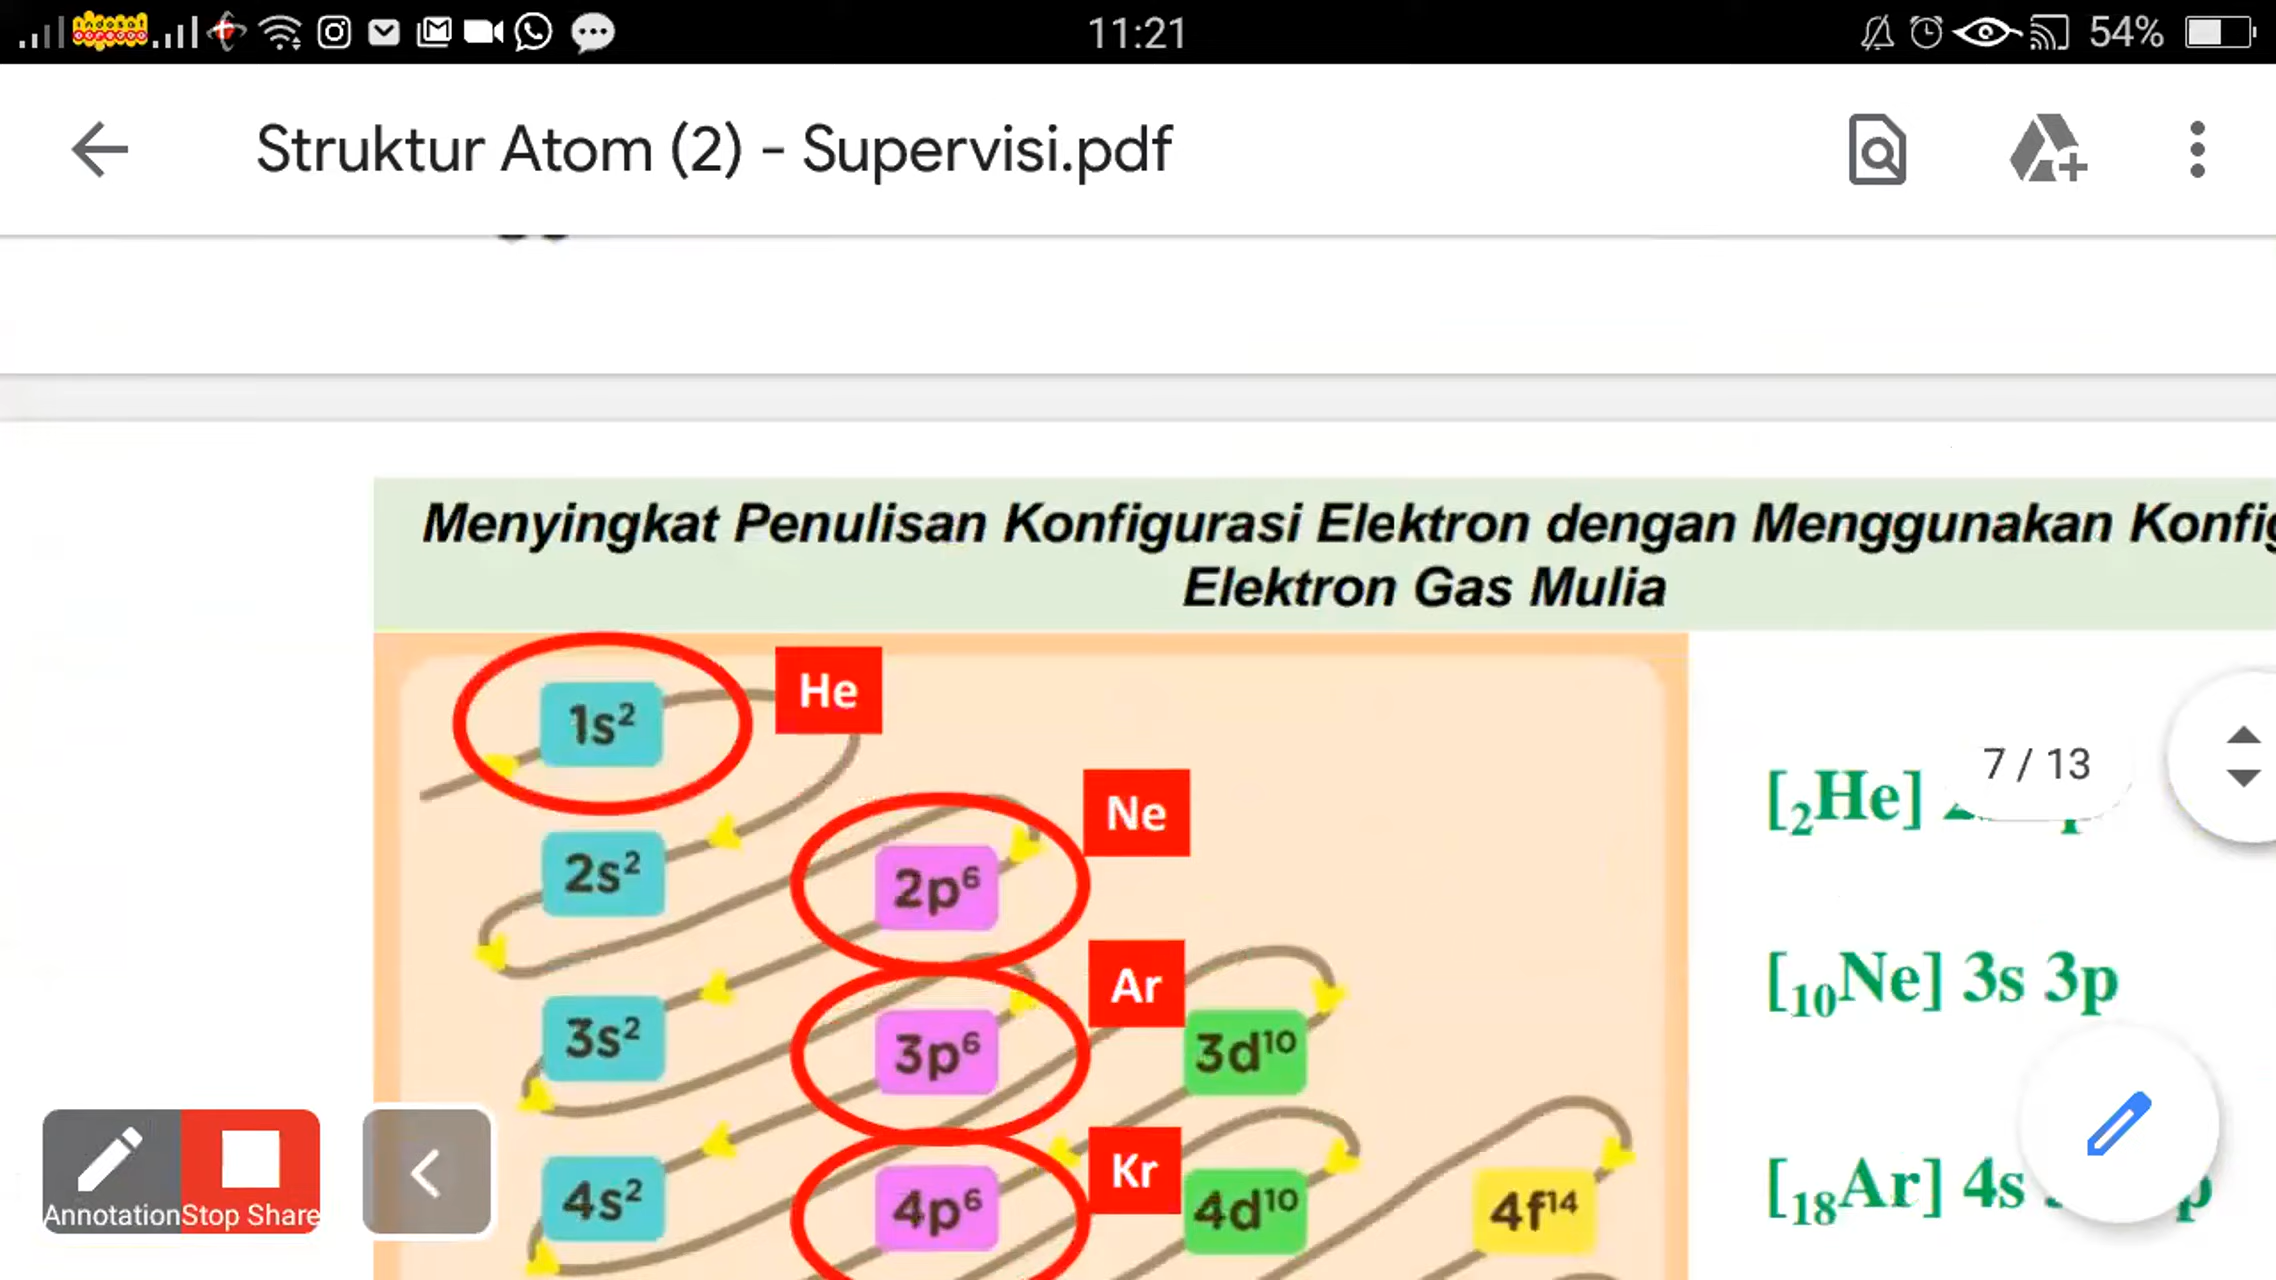 indosat
ooredoo
11:21
54%
Struktur Atom (2) - Supervisi.pdf
Menyingkat Penulisan Konfigurasi Elektron dengan Menggunakan
Elektron Gas Mulia
1s²
He
2s²
2p⁶
Ne
3s²
3p⁶
Ar
3d¹⁰
4s²
4p⁶
Kr
4d¹⁰
4f¹⁴
[₂He]
7 / 13
[₁₀Ne] 3s 3p
[₁₈Ar] 4s
Annotation
Stop Share